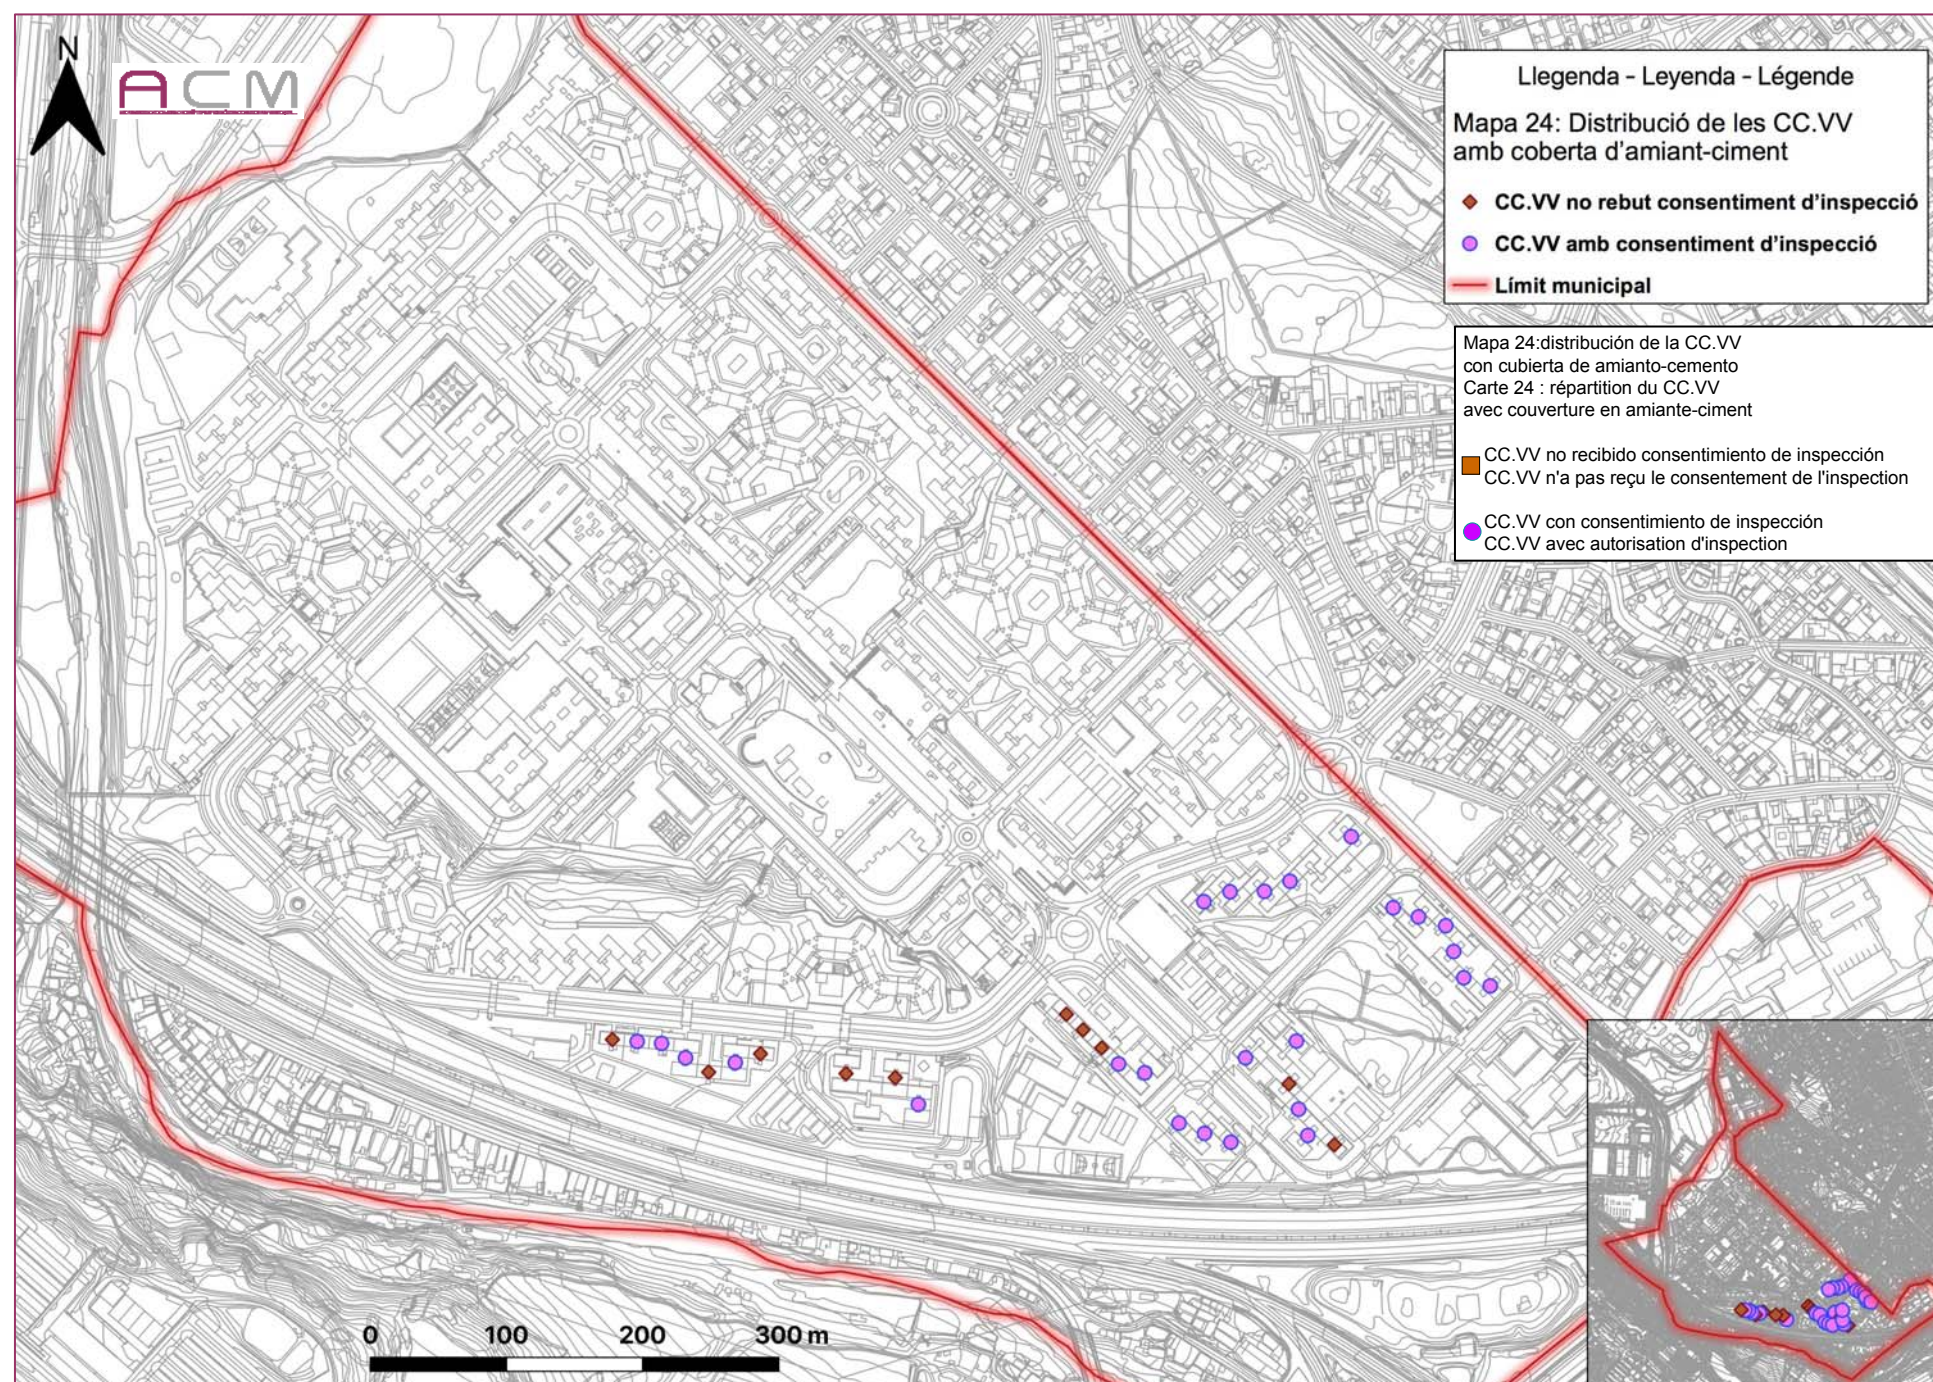 N
ACM
Llegenda - Leyenda - Légende
Mapa 24: Distribució de les CC.VV
amb coberta d'amiant-ciment
CC.VV no rebut consentiment d'inspecció
CC.VV amb consentiment d'inspecció
Límit municipal
Mapa 24:distribución de la CC.VV
con cubierta de amianto-cemento
Carte 24 : répartition du CC.VV
avec couverture en amiante-ciment
CC.VV no recibido consentimiento de inspección
CC.VV n'a pas reçu le consentement de l'inspection
CC.VV con consentimiento de inspección
CC.VV avec autorisation d'inspection
0 100 200 300 m